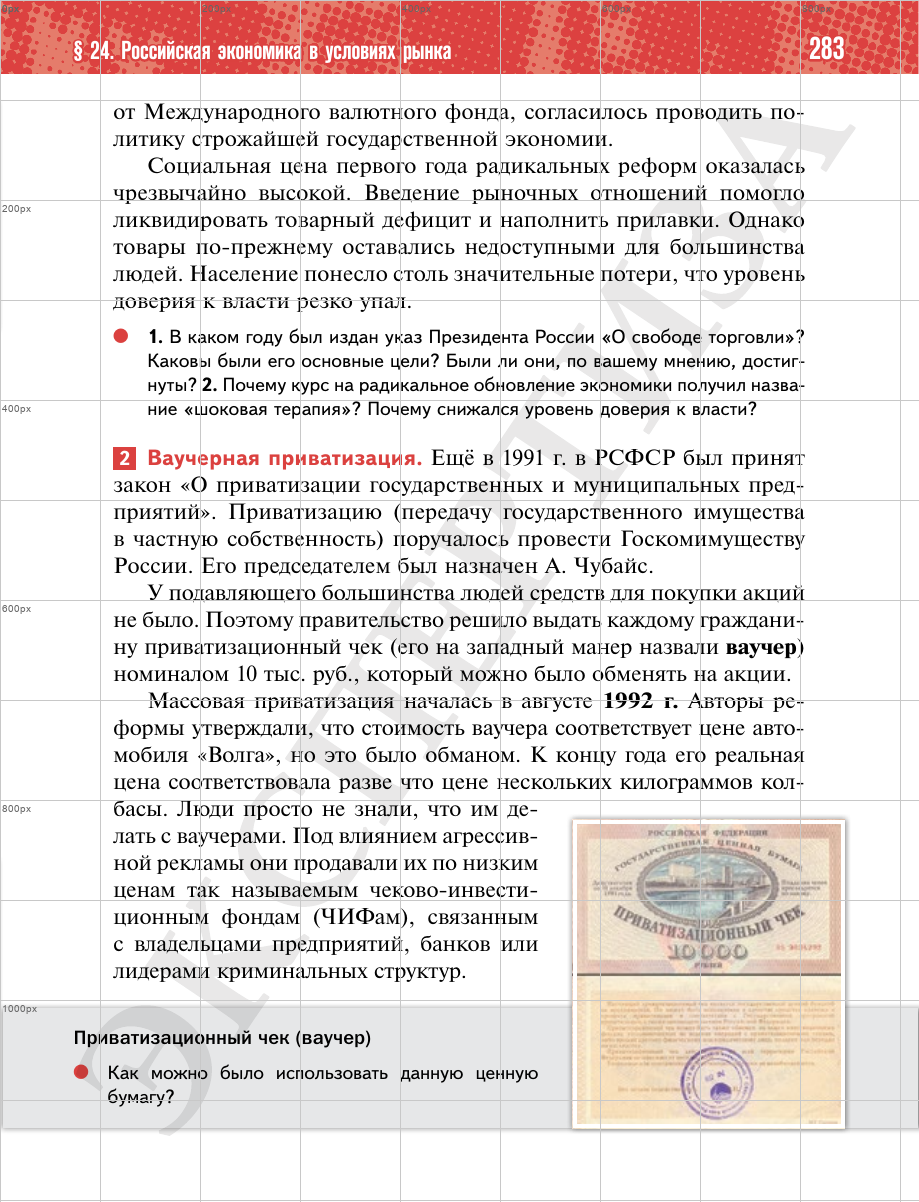 § 24. Российская экономика в условиях рынка 283
от Международного валютного фонда, согласилось проводить по-
литику строжайшей государственной экономии.
Социальная цена первого года радикальных реформ оказалась
чрезвычайно высокой. Введение рыночных отношений помогло
ликвидировать товарный дефицит и наполнить прилавки. Однако
товары по-прежнему оставались недоступными для большинства
людей. Население понесло столь значительные потери, что уровень
доверия к власти резко упал.
1. В каком году был издан указ Президента России «О свободе торговли»?
Каковы были его основные цели? Были ли они, по вашему мнению, достиг-
нуты? 2. Почему курс на радикальное обновление экономики получил назва-
ние «шоковая терапия»? Почему снижался уровень доверия к власти?
2 Ваучерная приватизация. Ещё в 1991 г. в РСФСР был принят
закон «О приватизации государственных и муниципальных пред-
приятий». Приватизацию (передачу государственного имущества
в частную собственность) поручалось провести Госкомимуществу
России. Его председателем был назначен А. Чубайс.
У подавляющего большинства людей средств для покупки акций
не было. Поэтому правительство решило выдать каждому граждани-
ну приватизационный чек (его на западный манер назвали ваучер)
номиналом 10 тыс. руб., который можно было обменять на акции.
Массовая приватизация началась в августе 1992 г. Авторы ре-
формы утверждали, что стоимость ваучера соответствует цене авто-
мобиля «Волга», но это было обманом. К концу года его реальная
цена соответствовала разве что цене нескольких килограммов кол-
басы. Люди просто не знали, что им де-
лать с ваучерами. Под влиянием агрессив-
ной рекламы они продавали их по низким
ценам так называемым чеково-инвести-
ционным фондам (ЧИФам), связанным
с владельцами предприятий, банков или
лидерами криминальных структур.
РОССИЙСКАЯ ФЕДЕРАЦИЯ
ГОСУДАРСТВЕННАЯ ЦЕННАЯ БУМАГА
ПРИВАТИЗАЦИОННЫЙ ЧЕК
10 000
РУБЛЕЙ
Приватизационный чек (ваучер)
Как можно было использовать данную ценную
бумагу?
ЭКСПЕРТИЗА
200px
400px
600px
800px
1000px